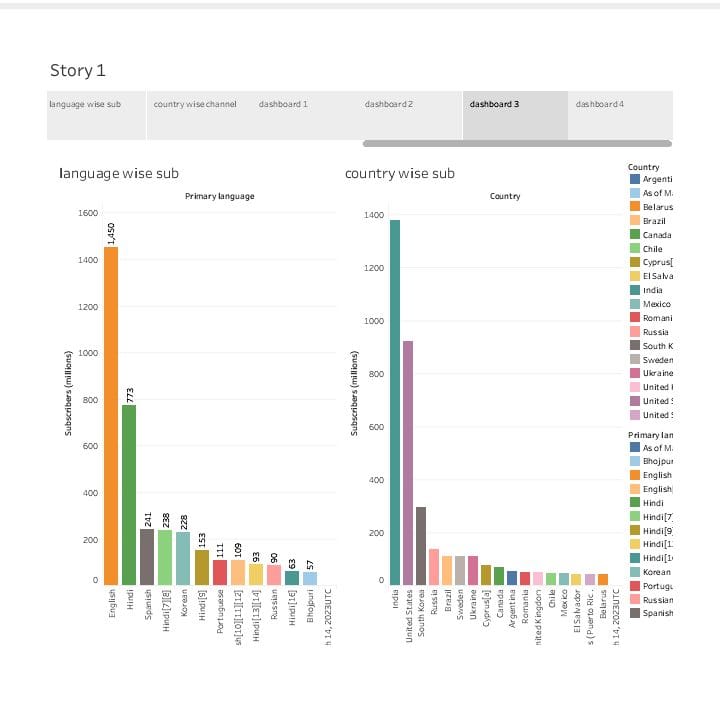 Story 1
language wise sub
country wise channel
dashboard 1
dashboard 2
dashboard 3
dashboard 4
language wise sub
Primary language
Subscribers (millions)
1600
1400
1200
1000
800
600
400
200
0
1,450
773
241
238
228
153
111
109
93
90
63
57
English
Hindi
Spanish
Hindi[7][8]
Korean
Hindi[9]
Portuguese
sh[10][11][12]
Hindi[13][14]
Russian
Hindi[16]
Bhojpuri
h 14, 2023UTC
country wise sub
Country
Subscribers (millions)
1400
1200
1000
800
600
400
200
0
India
United States
South Korea
Russia
Brazil
Sweden
Ukraine
Cyprus[a]
Canada
Argentina
Romania
nited Kingdom
Chile
Mexico
El Salvador
s (Puerto Ric..
Belarus
h 14, 2023UTC
Country
Argenti
As of M
Belarus
Brazil
Canada
Chile
Cyprus[
El Salva
India
Mexico
Romani
Russia
South K
Sweden
Ukraine
United
United S
United S
Primary lan
As of M
Bhojpur
English
English[
Hindi
Hindi[7]
Hindi[9]
Hindi[1
Hindi[1
Korean
Portugu
Russian
Spanish